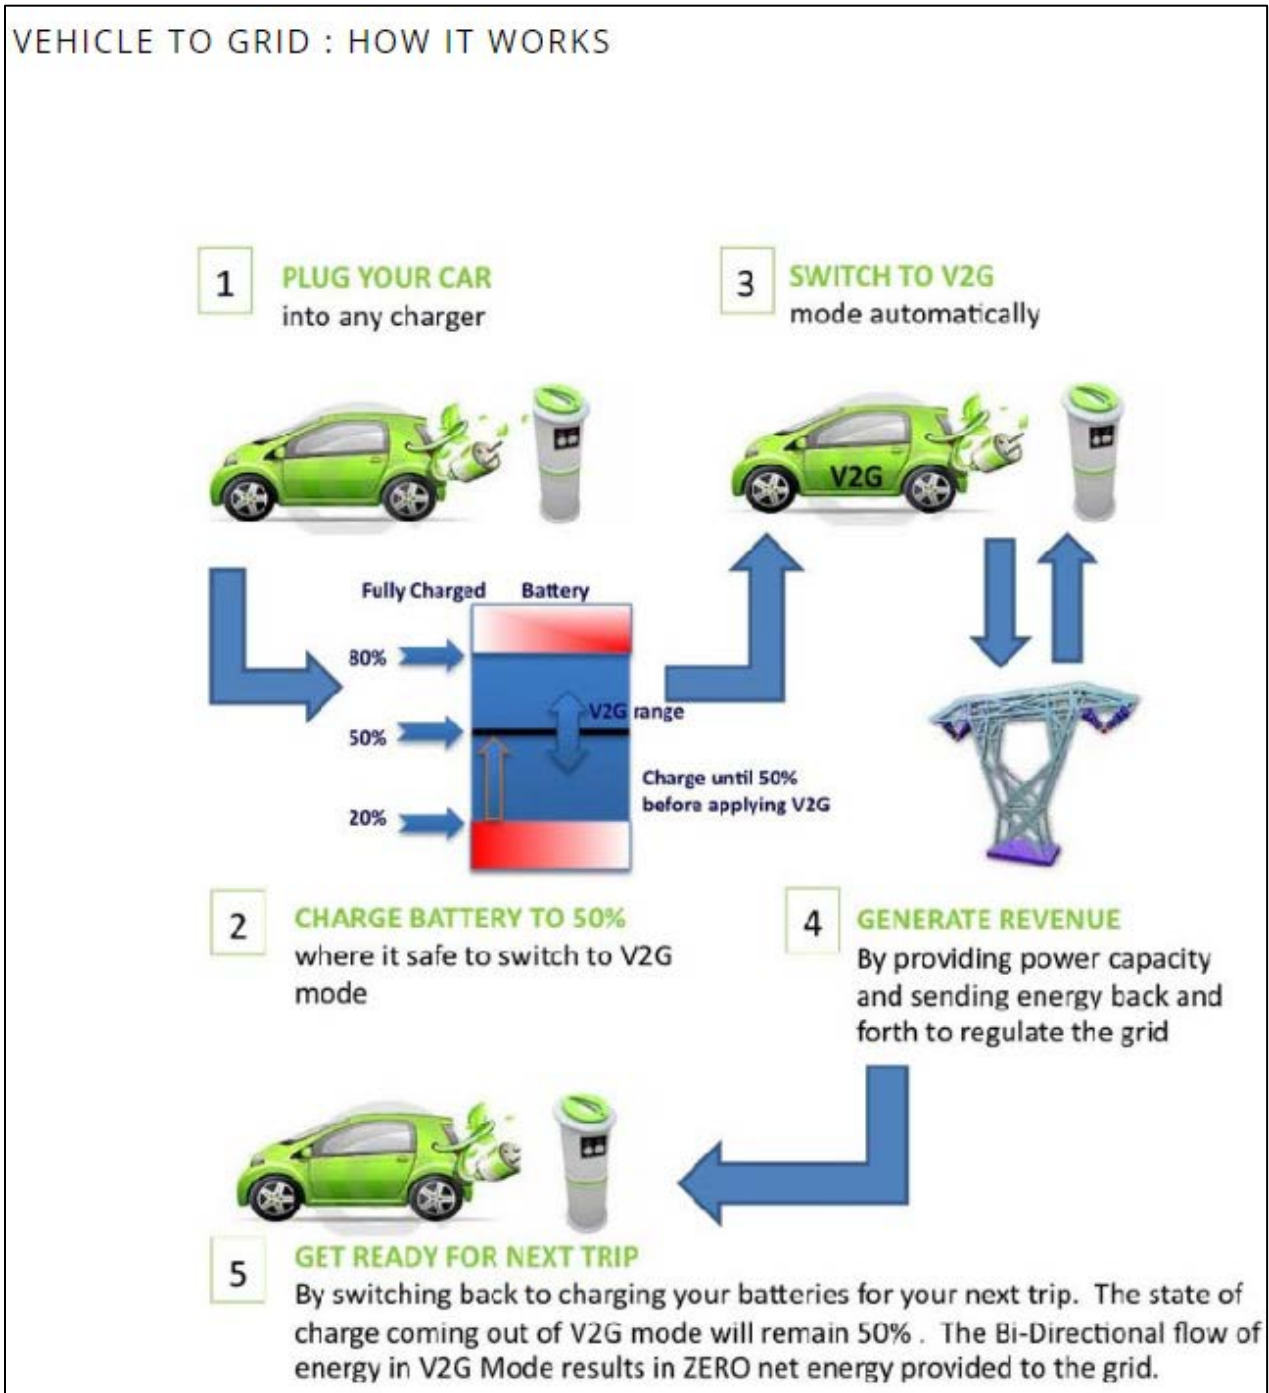 VEHICLE TO GRID : HOW IT WORKS
1
PLUG YOUR CAR
into any charger
3
SWITCH TO V2G
mode automatically
V2G
Fully Charged
Battery
80%
50%
20%
V2G range
Charge until 50%
before applying V2G
2
CHARGE BATTERY TO 50%
where it safe to switch to V2G
mode
4
GENERATE REVENUE
By providing power capacity
and sending energy back and
forth to regulate the grid
5
GET READY FOR NEXT TRIP
By switching back to charging your batteries for your next trip. The state of
charge coming out of V2G mode will remain 50% . The Bi-Directional flow of
energy in V2G Mode results in ZERO net energy provided to the grid.